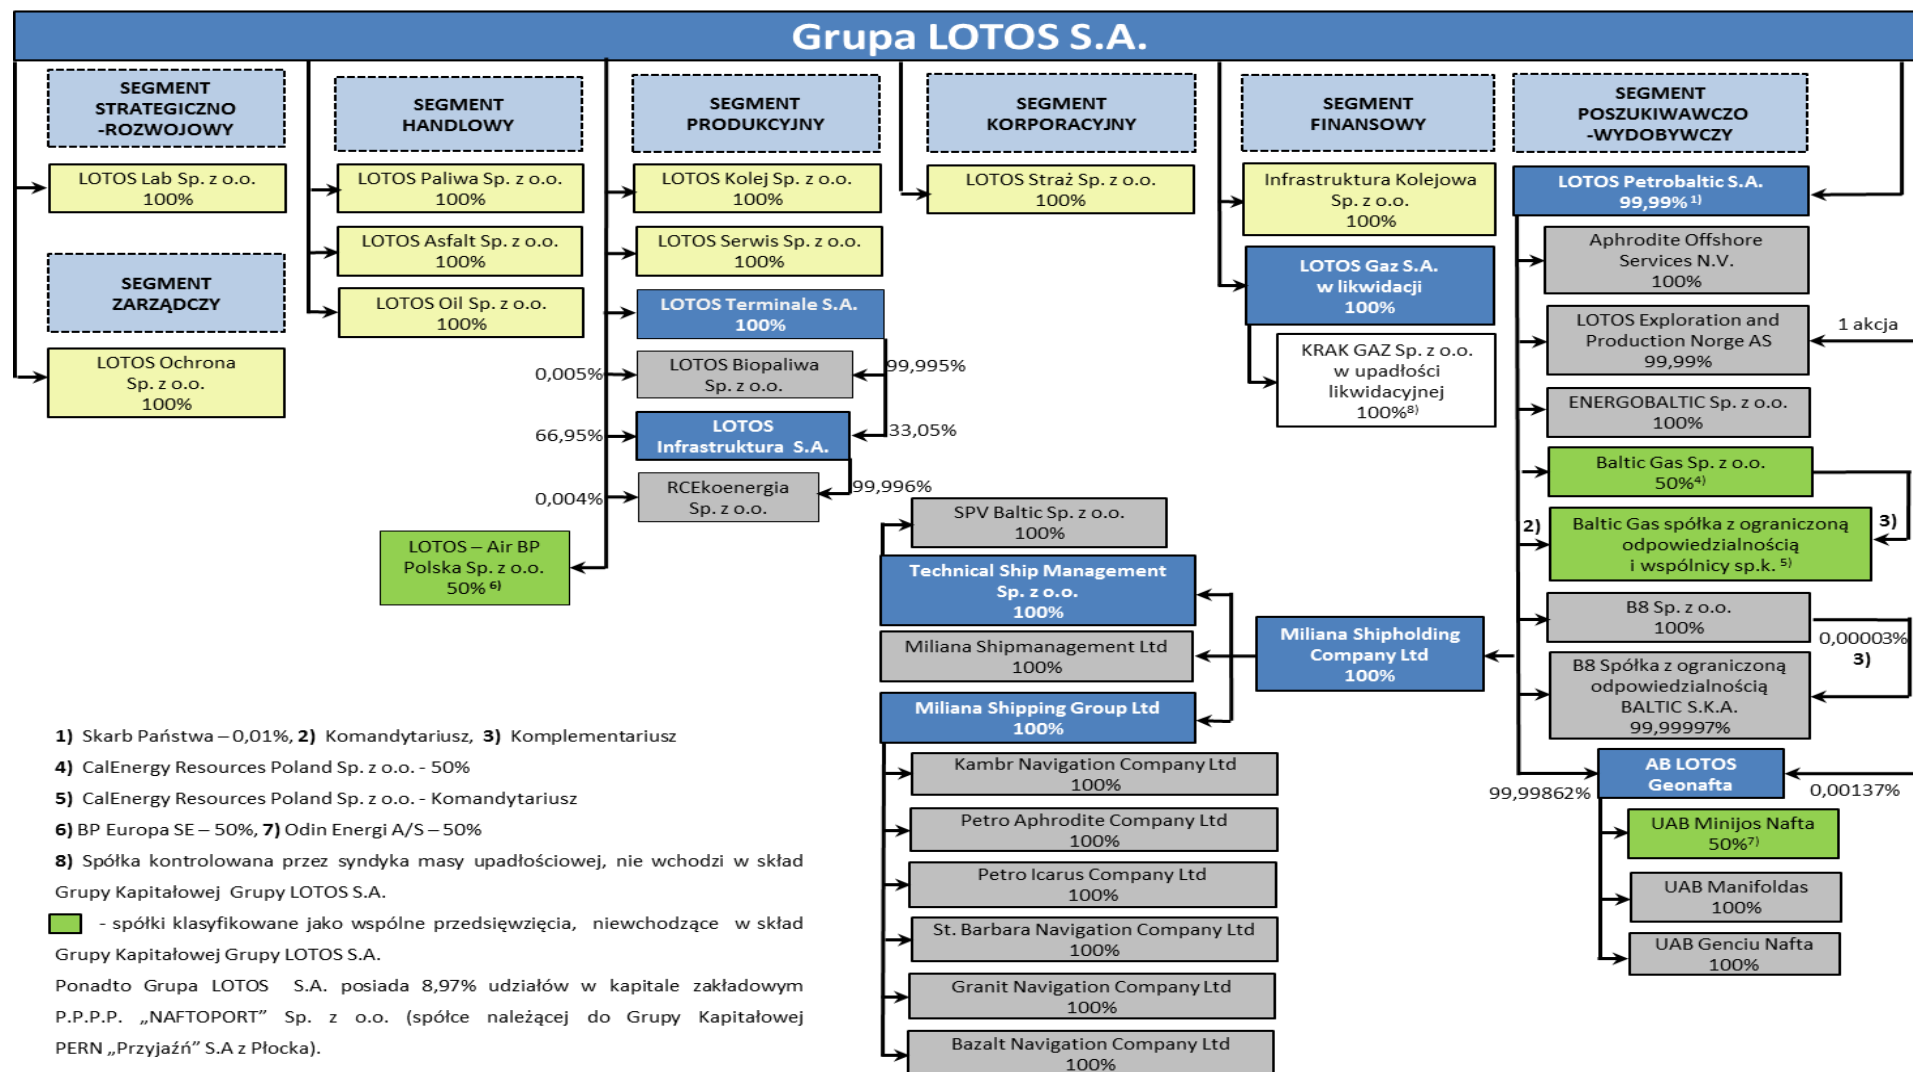 Grupa LOTOS S.A.
SEGMENT
STRATEGICZNO
-ROZWOJOWY
LOTOS Lab Sp. z o.o.
100%
SEGMENT
ZARZĄDCZY
LOTOS Ochrona
Sp. z o.o.
100%
SEGMENT
HANDLOWY
LOTOS Paliwa Sp. z o.o.
100%
LOTOS Asfalt Sp. z o.o.
100%
LOTOS Oil Sp. z o.o.
100%
SEGMENT
PRODUKCYJNY
LOTOS Kolej Sp. z o.o.
100%
LOTOS Serwis Sp. z o.o.
100%
LOTOS Terminale S.A.
100%
0,005%
LOTOS Biopaliwa
Sp. z o.o.
99,995%
66,95%
LOTOS
Infrastruktura S.A.
33,05%
0,004%
RCEkoenergia
Sp. z o.o.
99,996%
LOTOS – Air BP
Polska Sp. z o.o.
50% 6)
SEGMENT
KORPORACYJNY
LOTOS Straż Sp. z o.o.
100%
SEGMENT
FINANSOWY
Infrastruktura Kolejowa
Sp. z o.o.
100%
LOTOS Gaz S.A.
w likwidacji
100%
KRAK GAZ Sp. z o.o.
w upadłości
likwidacyjnej
100%8)
SEGMENT
POSZUKIWAWCZO
-WYDOBYWCZY
LOTOS Petrobaltic S.A.
99,99% 1)
Aphrodite Offshore
Services N.V.
100%
LOTOS Exploration and
Production Norge AS
99,99%
1 akcja
ENERGOBALTIC Sp. z o.o.
100%
Baltic Gas Sp. z o.o.
50%4)
2)
Baltic Gas spółka z ograniczoną
odpowiedzialnością
i wspólnicy sp.k. 5)
3)
B8 Sp. z o.o.
100%
0,00003%
3)
B8 Spółka z ograniczoną
odpowiedzialnością
BALTIC S.K.A.
99,99997%
AB LOTOS
Geonafta
99,99862%
0,00137%
UAB Minijos Nafta
50%7)
UAB Manifoldas
100%
UAB Genciu Nafta
100%
Miliana Shipholding
Company Ltd
100%
SPV Baltic Sp. z o.o.
100%
Technical Ship Management
Sp. z o.o.
100%
Miliana Shipmanagement Ltd
100%
Miliana Shipping Group Ltd
100%
Kambr Navigation Company Ltd
100%
Petro Aphrodite Company Ltd
100%
Petro Icarus Company Ltd
100%
St. Barbara Navigation Company Ltd
100%
Granit Navigation Company Ltd
100%
Bazalt Navigation Company Ltd
100%
1) Skarb Państwa – 0,01%, 2) Komandytariusz, 3) Komplementariusz
4) CalEnergy Resources Poland Sp. z o.o. - 50%
5) CalEnergy Resources Poland Sp. z o.o. - Komandytariusz
6) BP Europa SE – 50%, 7) Odin Energi A/S – 50%
8) Spółka kontrolowana przez syndyka masy upadłościowej, nie wchodzi w skład
Grupy Kapitałowej Grupy LOTOS S.A.
- spółki klasyfikowane jako wspólne przedsięwzięcia, niewchodzące w skład
Grupy Kapitałowej Grupy LOTOS S.A.
Ponadto Grupa LOTOS S.A. posiada 8,97% udziałów w kapitale zakładowym
P.P.P.P. „NAFTOPORT” Sp. z o.o. (spółce należącej do Grupy Kapitałowej
PERN „Przyjaźń” S.A z Płocka).